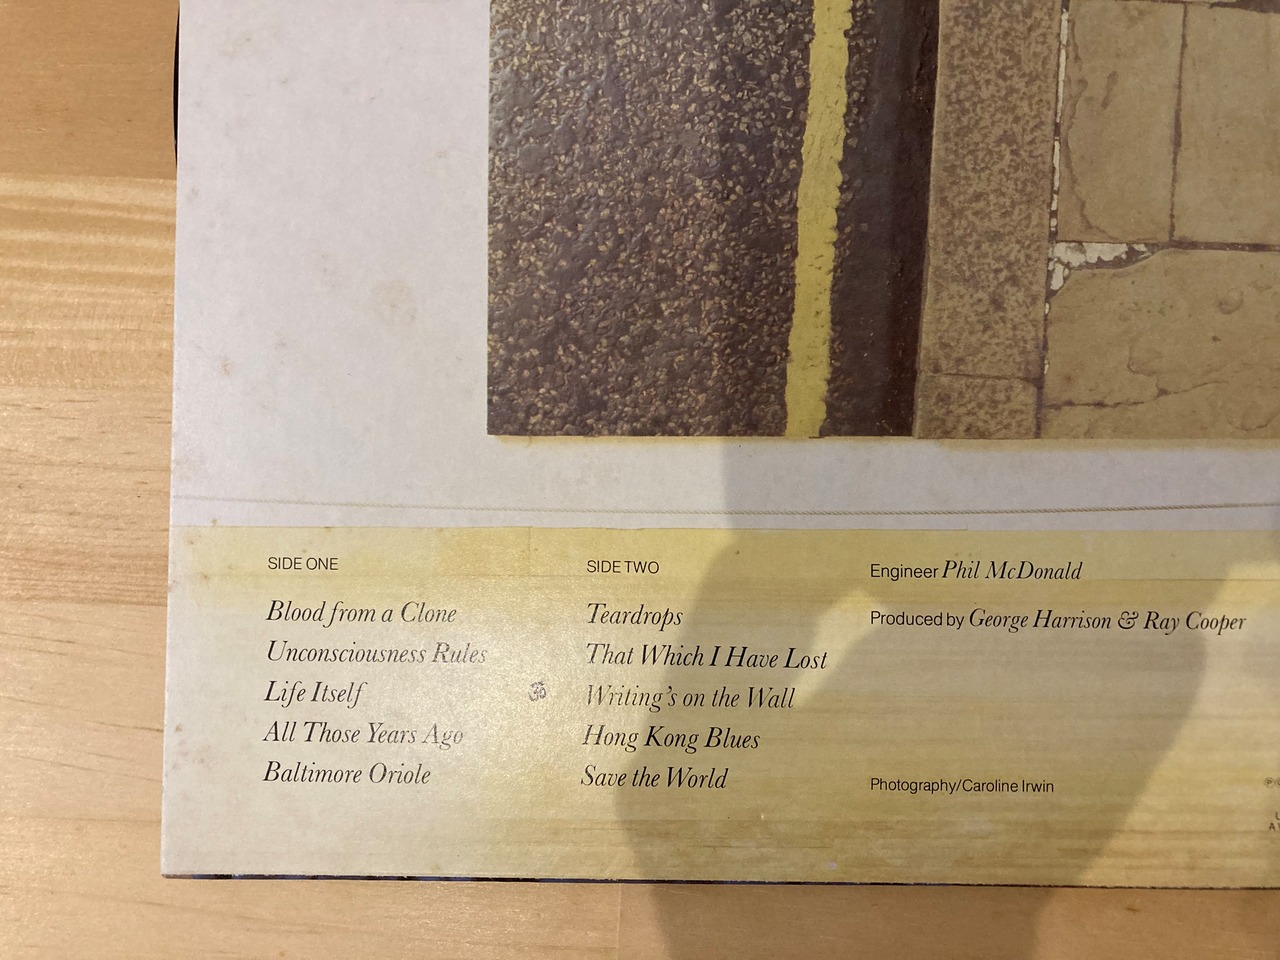 SIDE ONE
Blood from a Clone
Unconsciousness Rules
Life Itself
All Those Years Ago
Baltimore Oriole
ॐ
SIDE TWO
Teardrops
That Which I Have Lost
Writing's on the Wall
Hong Kong Blues
Save the World
Engineer Phil McDonald
Produced by George Harrison & Ray Cooper
Photography/Caroline Irwin